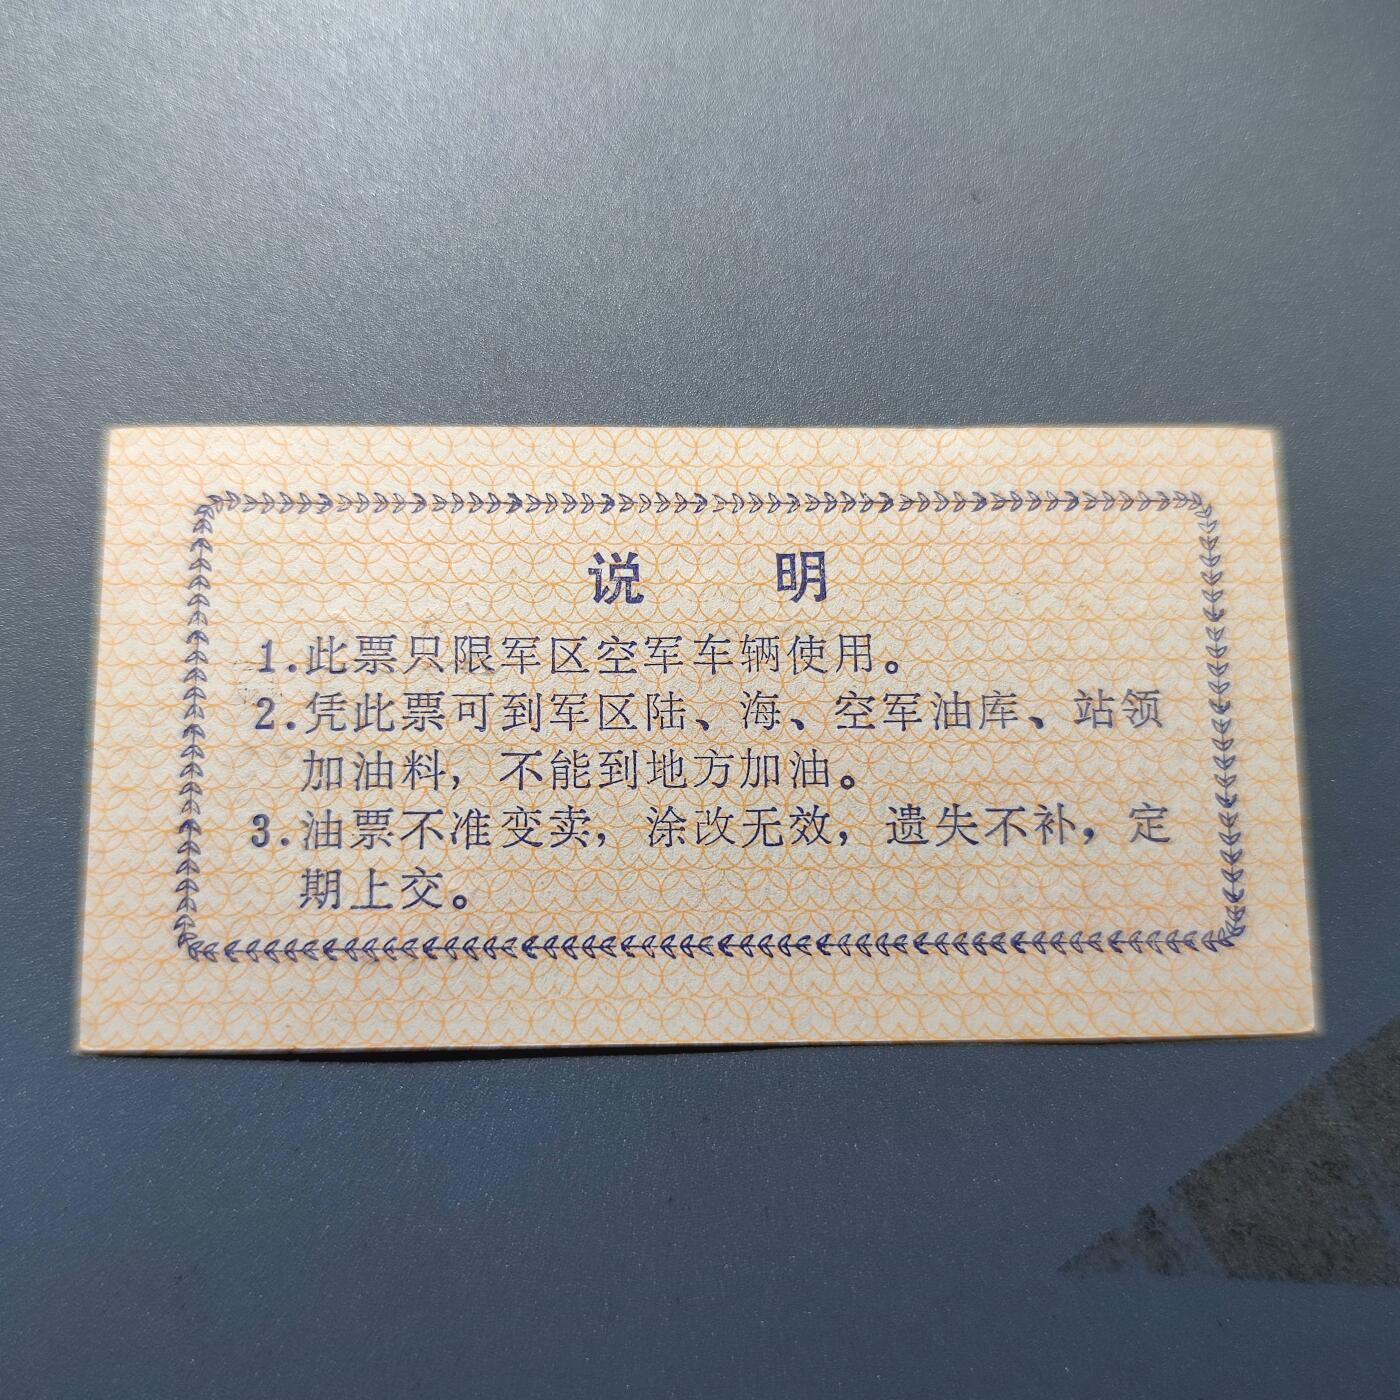 说 明
1.此票只限军区空军车辆使用。
2.凭此票可到军区陆、海、空军油库、站领
加油料，不能到地方加油。
3.油票不准变卖，涂改无效，遗失不补，定
期上交。